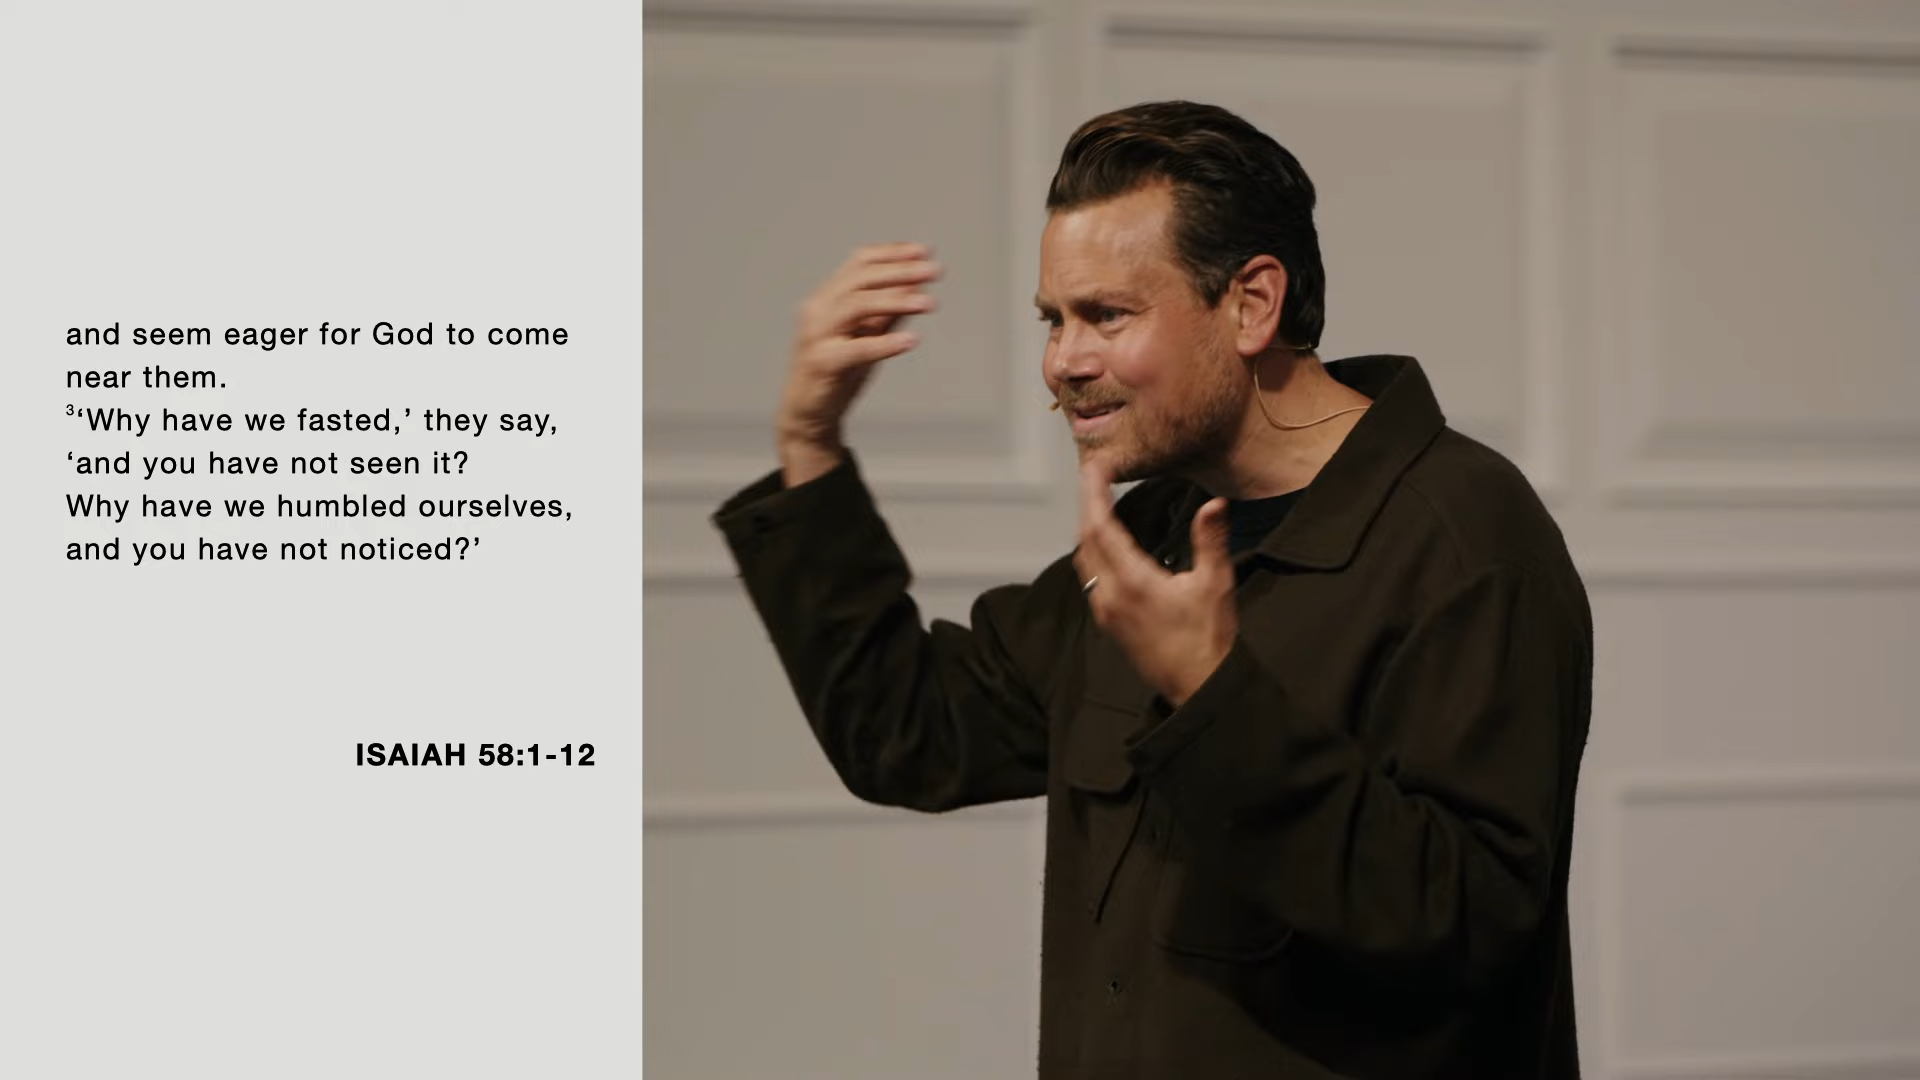 and seem eager for God to come
near them.
³‘Why have we fasted,’ they say,
‘and you have not seen it?
Why have we humbled ourselves,
and you have not noticed?’
ISAIAH 58:1-12